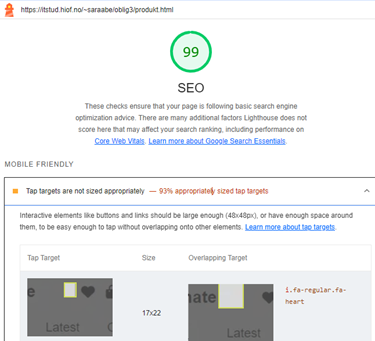 https://itstud.hiof.no/~saraabe/oblig3/produkt.html
99
SEO
These checks ensure that your page is following basic search engine
optimization advice. There are many additional factors Lighthouse does not
score here that may affect your search ranking, including performance on
Core Web Vitals. Learn more about Google Search Essentials.
MOBILE FRIENDLY
Tap targets are not sized appropriately — 93% appropriately sized tap targets
Interactive elements like buttons and links should be large enough (48x48px), or have enough space around
them, to be easy enough to tap without overlapping onto other elements. Learn more about tap targets.
Tap Target Size Overlapping Target
e
Latest
17x22
nate
Latest
i.fa-regular.fa-
heart